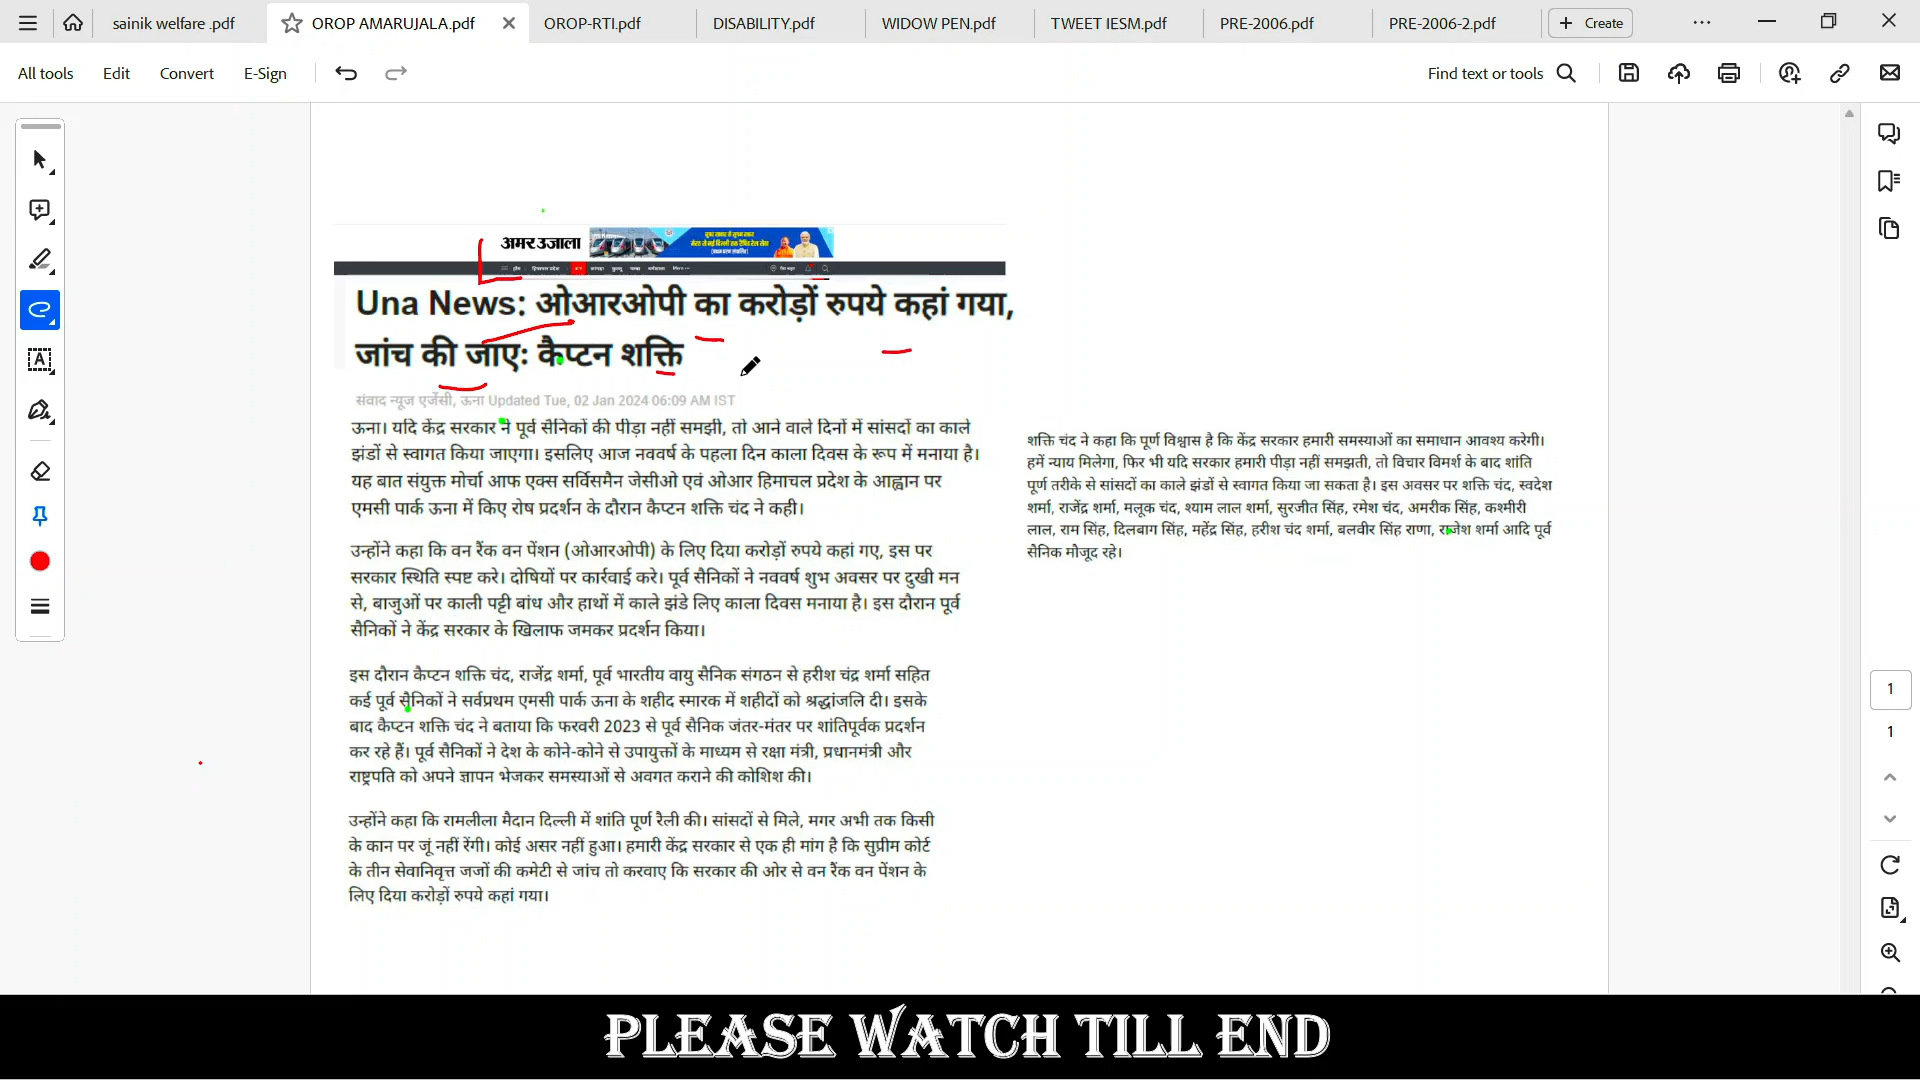 sainik welfare .pdf
OROP AMARUJALA.pdf
OROP-RTI.pdf
DISABILITY.pdf
WIDOW PEN.pdf
TWEET IESM.pdf
PRE-2006.pdf
PRE-2006-2.pdf
Create
All tools
Edit
Convert
E-Sign
Find text or tools
अमर उजाला
Una News: ओआरओपी का करोड़ों रुपये कहां गया,
जांच की जाए: कैप्टन शक्ति
संवाद न्यूज एजेंसी, ऊना Updated Tue, 02 Jan 2024 06:09 AM IST
ऊना। यदि केंद्र सरकार ने पूर्व सैनिकों की पीड़ा नहीं समझी, तो आने वाले दिनों में सांसदों का काले
झंडों से स्वागत किया जाएगा। इसलिए आज नववर्ष के पहला दिन काला दिवस के रूप में मनाया है।
यह बात संयुक्त मोर्चा आफ एक्स सर्विसमैन जेसीओ एवं ओआर हिमाचल प्रदेश के आह्वान पर
एमसी पार्क ऊना में किए रोष प्रदर्शन के दौरान कैप्टन शक्ति चंद ने कही।
उन्होंने कहा कि वन रैंक वन पेंशन (ओआरओपी) के लिए दिया करोड़ों रुपये कहां गए, इस पर
सरकार स्थिति स्पष्ट करे। दोषियों पर कार्रवाई करे। पूर्व सैनिकों ने नववर्ष शुभ अवसर पर दुखी मन
से, बाजुओं पर काली पट्टी बांध और हाथों में काले झंडे लिए काला दिवस मनाया है। इस दौरान पूर्व
सैनिकों ने केंद्र सरकार के खिलाफ जमकर प्रदर्शन किया।
इस दौरान कैप्टन शक्ति चंद, राजेंद्र शर्मा, पूर्व भारतीय वायु सैनिक संगठन से हरीश चंद्र शर्मा सहित
कई पूर्व सैनिकों ने सर्वप्रथम एमसी पार्क ऊना के शहीद स्मारक में शहीदों को श्रद्धांजलि दी। इसके
बाद कैप्टन शक्ति चंद ने बताया कि फरवरी 2023 से पूर्व सैनिक जंतर-मंतर पर शांतिपूर्वक प्रदर्शन
कर रहे हैं। पूर्व सैनिकों ने देश के कोने-कोने से उपायुक्तों के माध्यम से रक्षा मंत्री, प्रधानमंत्री और
राष्ट्रपति को अपने ज्ञापन भेजकर समस्याओं से अवगत कराने की कोशिश की।
उन्होंने कहा कि रामलीला मैदान दिल्ली में शांति पूर्ण रैली की। सांसदों से मिले, मगर अभी तक किसी
के कान पर जूं नहीं रेंगी। कोई असर नहीं हुआ। हमारी केंद्र सरकार से एक ही मांग है कि सुप्रीम कोर्ट
के तीन सेवानिवृत्त जजों की कमेटी से जांच तो करवाए कि सरकार की ओर से वन रैंक वन पेंशन के
लिए दिया करोड़ों रुपये कहां गया।
शक्ति चंद ने कहा कि पूर्ण विश्वास है कि केंद्र सरकार हमारी समस्याओं का समाधान आवश्य करेगी।
हमें न्याय मिलेगा, फिर भी यदि सरकार हमारी पीड़ा नहीं समझती, तो विचार विमर्श के बाद शांति
पूर्ण तरीके से सांसदों का काले झंडों से स्वागत किया जा सकता है। इस अवसर पर शक्ति चंद, स्वदेश
शर्मा, राजेंद्र शर्मा, मलूक चंद, श्याम लाल शर्मा, सुरजीत सिंह, रमेश चंद, अमरीक सिंह, कश्मीरी
लाल, राम सिंह, दिलबाग सिंह, महेंद्र सिंह, हरीश चंद शर्मा, बलवीर सिंह राणा, राजेश शर्मा आदि पूर्व
सैनिक मौजूद रहे।
1
1
PLEASE WATCH TILL END